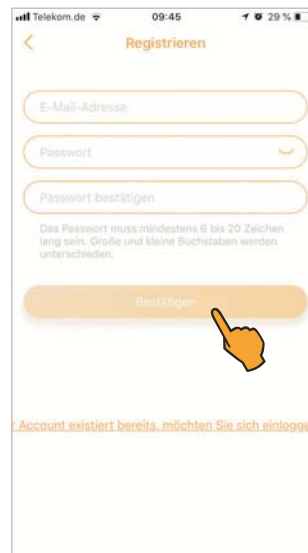 Telekom.de 09:45 29 %
Registrieren
E-Mail-Adresse
Passwort
Passwort bestätigen
Das Passwort muss mindestens 6 bis 20 Zeichen
lang sein. Große und kleine Buchstaben werden
unterschieden.
Bestätigen
Account existiert bereits, möchten Sie sich